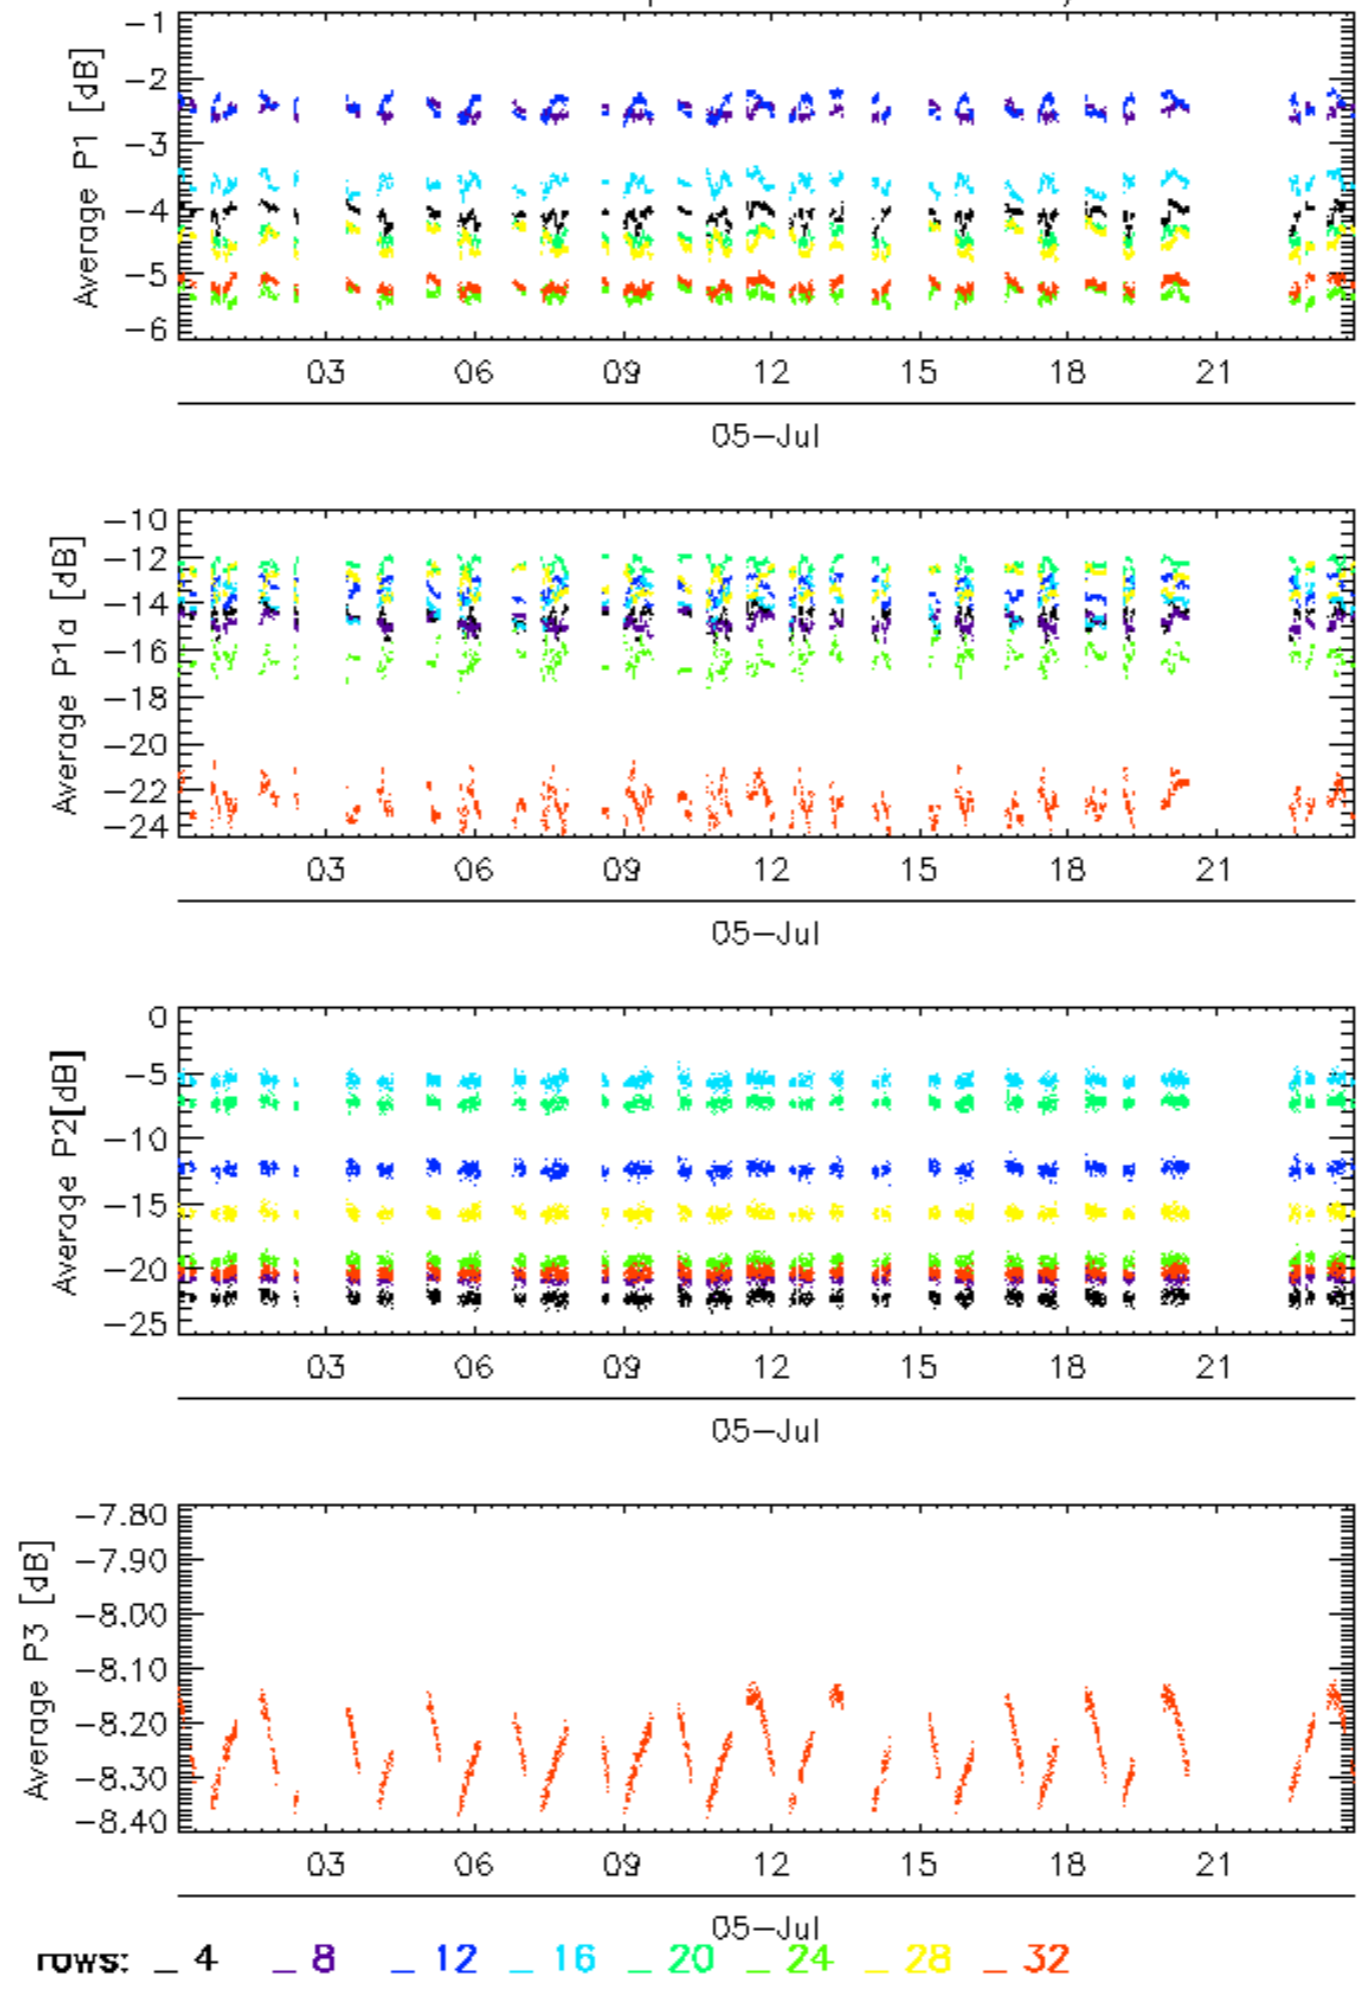 Average P1 [dB]
-1
-2
-3
-4
-5
-6
03 06 09 12 15 18 21
05-Jul
Average P1a [dB]
-10
-12
-14
-16
-18
-20
-22
-24
03 06 09 12 15 18 21
05-Jul
Average P2[dB]
0
-5
-10
-15
-20
-25
03 06 09 12 15 18 21
05-Jul
Average P3 [dB]
-7.80
-7.90
-8.00
-8.10
-8.20
-8.30
-8.40
03 06 09 12 15 18 21
05-Jul
rows: _ 4 _ 8 _ 12 _ 16 _ 20 _ 24 _ 28 _ 32